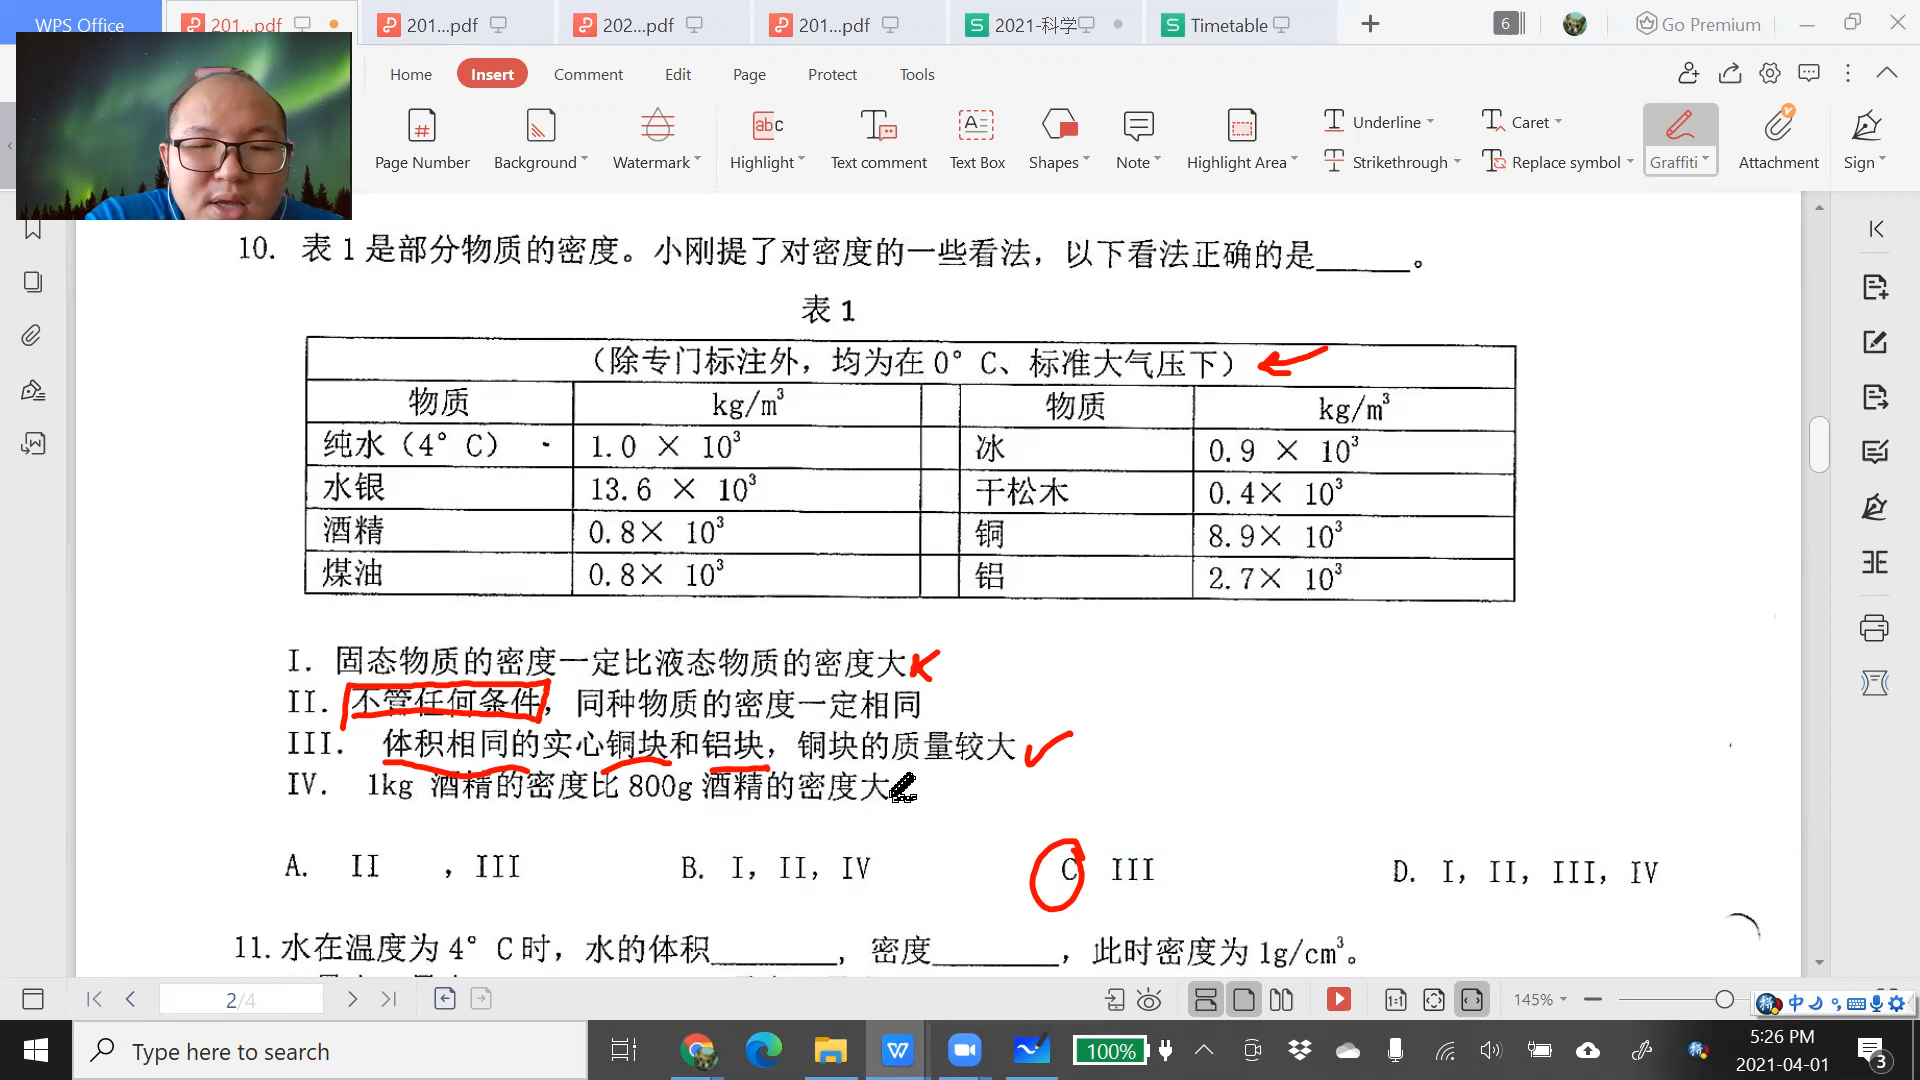 WPS Office
201...pdf
201...pdf
202...pdf
201...pdf
2021-科学
Timetable
6
Go Premium
Home
Insert
Comment
Edit
Page
Protect
Tools
Page Number
Background
Watermark
abc
Highlight
Text comment
Text Box
Shapes
Note
Highlight Area
Underline
Strikethrough
Caret
Replace symbol
Graffiti
Attachment
Sign
10. 表 1 是部分物质的密度。小刚提了对密度的一些看法，以下看法正确的是______。
表 1
（除专门标注外，均为在 0° C、标准大气压下）
物质 kg/m³ 物质 kg/m³
纯水（4° C） 1.0 × 10³ 冰 0.9 × 10³
水银 13.6 × 10³ 干松木 0.4× 10³
酒精 0.8× 10³ 铜 8.9× 10³
煤油 0.8× 10³ 铝 2.7× 10³
I. 固态物质的密度一定比液态物质的密度大
II. 不管任何条件，同种物质的密度一定相同
III. 体积相同的实心铜块和铝块，铜块的质量较大
IV. 1kg 酒精的密度比 800g 酒精的密度大
A. II ，III B. I，II，IV C III D. I，II，III，IV
11. 水在温度为 4° C 时，水的体积________，密度________，此时密度为 1g/cm³。
2/4
1:1
145%
拼 中
Type here to search
100%
5:26 PM
2021-04-01
3